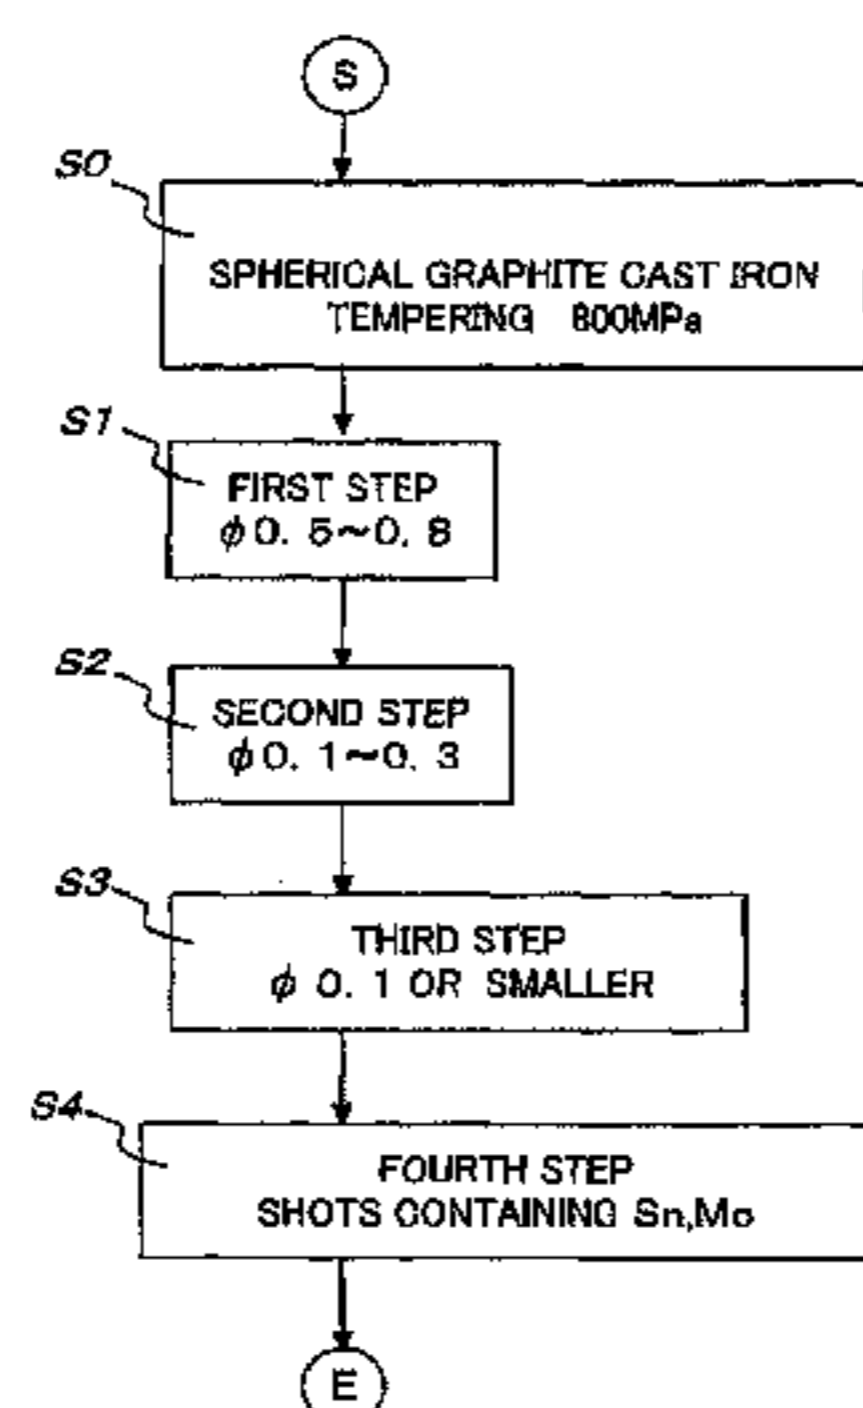 S
S0
SPHERICAL GRAPHITE CAST IRON
TEMPERING 800MPa
S1
FIRST STEP
ϕ0.5~0.8
S2
SECOND STEP
ϕ0.1~0.3
S3
THIRD STEP
ϕ 0.1 OR SMALLER
S4
FOURTH STEP
SHOTS CONTAINING Sn,Mo
E